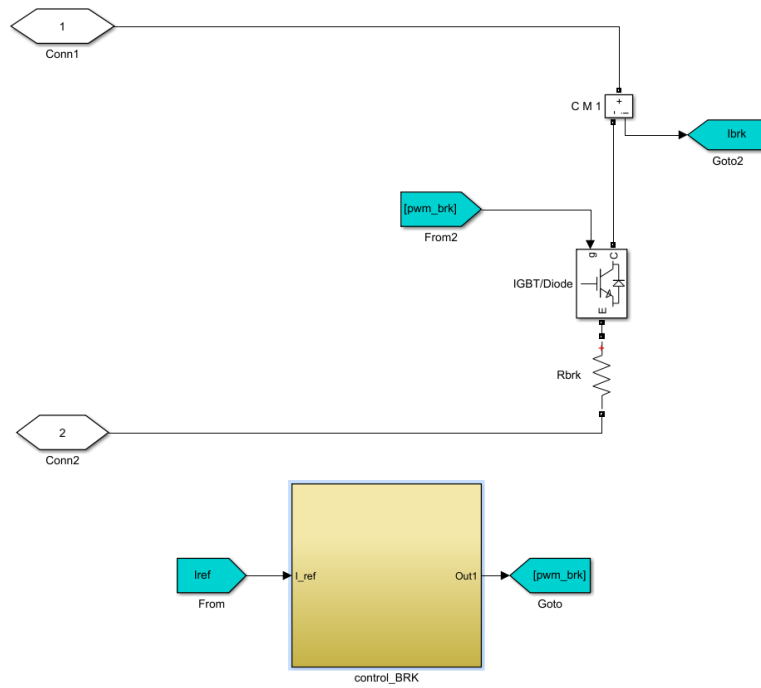 1
Conn1
+
- i
C M 1
Ibrk
Goto2
[pwm_brk]
From2
g
C
IGBT/Diode
E
+
Rbrk
2
Conn2
Iref
From
I_ref
Out1
[pwm_brk]
Goto
control_BRK